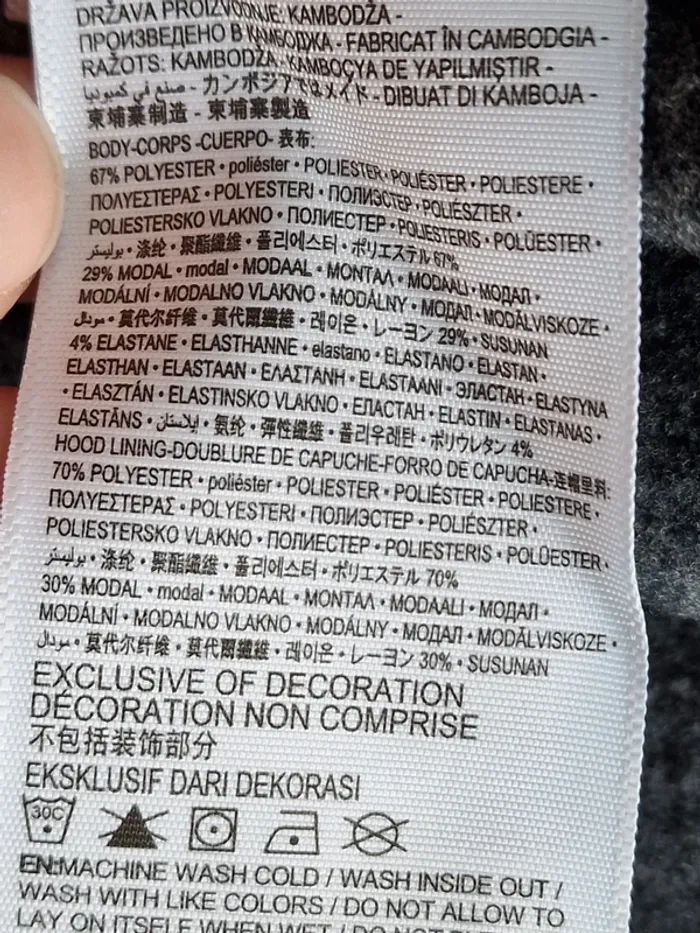 DRŽAVA PROIZVODNJE: KAMBODŽA -
ПРОИЗВЕДЕНО В КАМБОДЖА - FABRICAT ÎN CAMBODGIA -
RAŽOTS: KAMBODŽA - KAMBOÇYA DE YAPILMIŞTIR -
صنع في كمبوديا - カンボジアではメイド - DIBUAT DI KAMBOJA -
柬埔寨制造 - 柬埔寨製造
BODY-CORPS -CUERPO- 表布:
67% POLYESTER • poliéster • POLIESTER • POLIÉSTER • POLIESTERE •
ΠΟΛΥΕΣΤΕΡΑΣ • POLYESTERI • ПОЛИЭСТЕР • POLIÉSZTER •
POLIESTERSKO VLAKNO • ПОЛИЕСТЕР • POLIESTERIS • POLÜESTER •
بوليستر • 涤纶 • 聚酯纖維 • 폴리에스터 • ポリエステル 67%
29% MODAL • modal • MODAAL • ΜΟΝΤΑΛ • MODAALI • МОДАЛ •
MODÁLNÍ • MODALNO VLAKNO • MODÁLNY • МОДАЛ • MODĀLVISKOZE •
مودال • 莫代尔纤维 • 莫代爾纖維 • 레이온 • レーヨン 29% • SUSUNAN
4% ELASTANE • ELASTHANNE • elastano • ELASTANO • ELASTAN •
ELASTHAN • ELASTAAN • ΕΛΑΣΤΑΝΗ • ELASTAANI • ЭЛАСТАН • ELASTYNA
• ELASZTÁN • ELASTINSKO VLAKNO • ЕЛАСТАН • ELASTIN • ELASTANAS •
ELASTĀNS • إيلاستان • 氨纶 • 彈性纖維 • 폴리우레탄 • ポリウレタン 4%
HOOD LINING-DOUBLURE DE CAPUCHE-FORRO DE CAPUCHA-连帽里料:
70% POLYESTER • poliéster • POLIESTER • POLIÉSTER • POLIESTERE •
ΠΟΛΥΕΣΤΕΡΑΣ • POLYESTERI • ПОЛИЭСТЕР • POLIÉSZTER •
POLIESTERSKO VLAKNO • ПОЛИЕСТЕР • POLIESTERIS • POLÜESTER •
بوليستر • 涤纶 • 聚酯纖維 • 폴리에스터 • ポリエステル 70%
30% MODAL • modal • MODAAL • ΜΟΝΤΑΛ • MODAALI • МОДАЛ •
MODÁLNÍ • MODALNO VLAKNO • MODÁLNY • МОДАЛ • MODĀLVISKOZE •
مودال • 莫代尔纤维 • 莫代爾纖維 • 레이온 • レーヨン 30% • SUSUNAN
EXCLUSIVE OF DECORATION
DÉCORATION NON COMPRISE
不包括装饰部分
EKSKLUSIF DARI DEKORASI
30C
EN:MACHINE WASH COLD / WASH INSIDE OUT /
WASH WITH LIKE COLORS / DO NOT ALLOW TO
LAY ON ITSELF WHEN WET / DO NOT